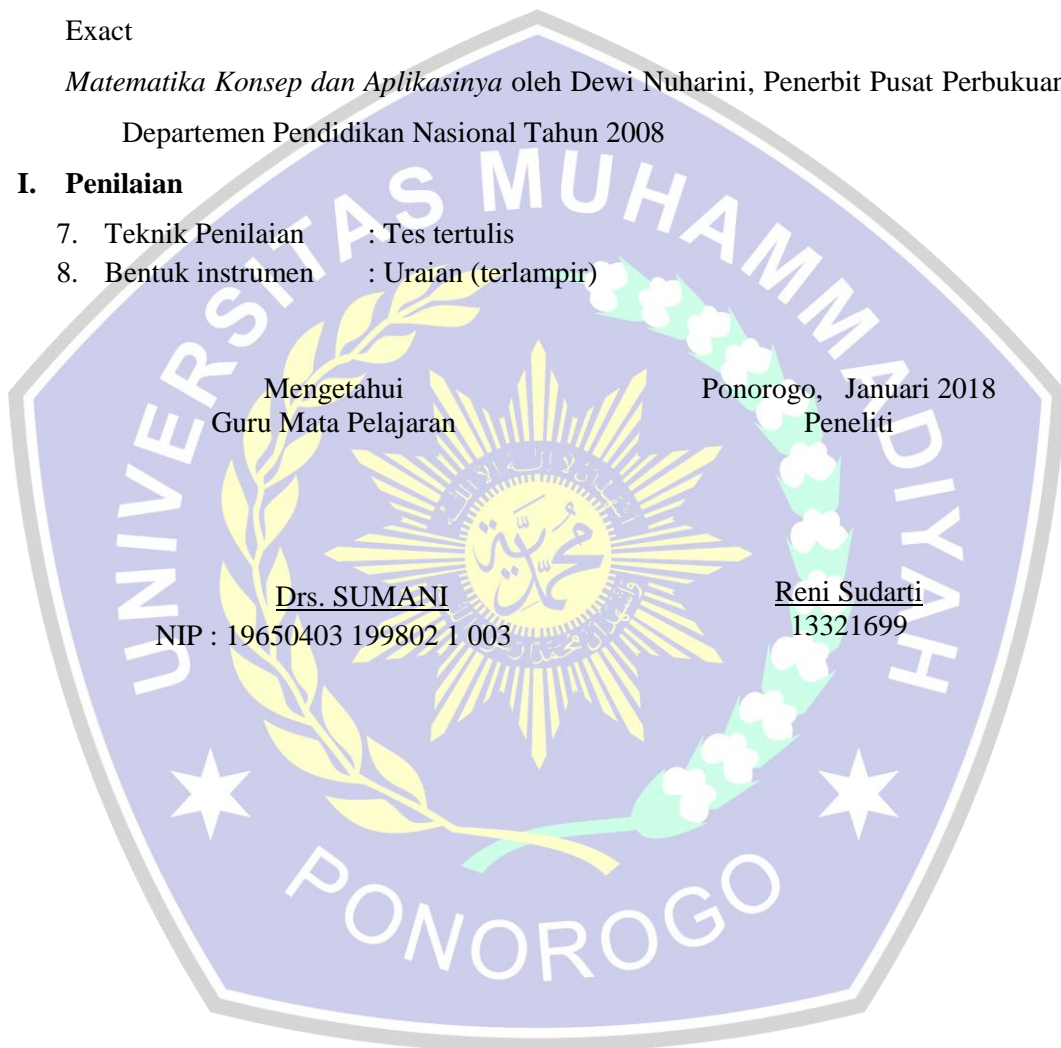 Exact
Matematika Konsep dan Aplikasinya oleh Dewi Nuharini, Penerbit Pusat Perbukuan
Departemen Pendidikan Nasional Tahun 2008
I. Penilaian
7. Teknik Penilaian : Tes tertulis
8. Bentuk instrumen : Uraian (terlampir)
Mengetahui
Guru Mata Pelajaran
Ponorogo, Januari 2018
Peneliti
Drs. SUMANI
NIP : 19650403 199802 1 003
Reni Sudarti
13321699
UNIVERSITAS MUHAMMADIYAH
PONOROGO
محمدية